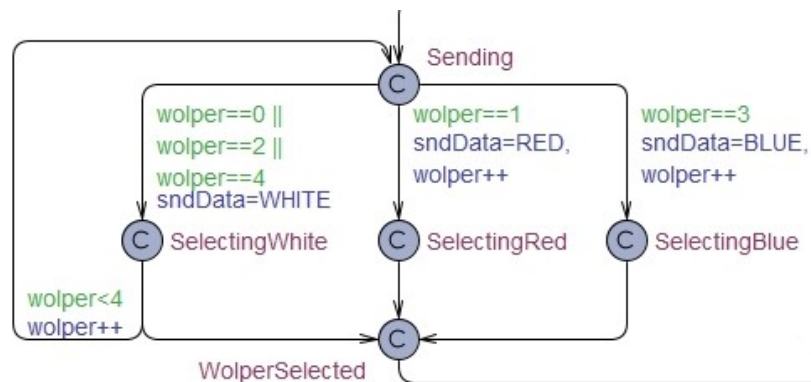 Sending
wolper==0 ||
wolper==2 ||
wolper==4
sndData=WHITE
wolper==1
sndData=RED,
wolper++
wolper==3
sndData=BLUE,
wolper++
C
C
SelectingWhite
C
SelectingRed
C
SelectingBlue
wolper<4
wolper++
C
WolperSelected